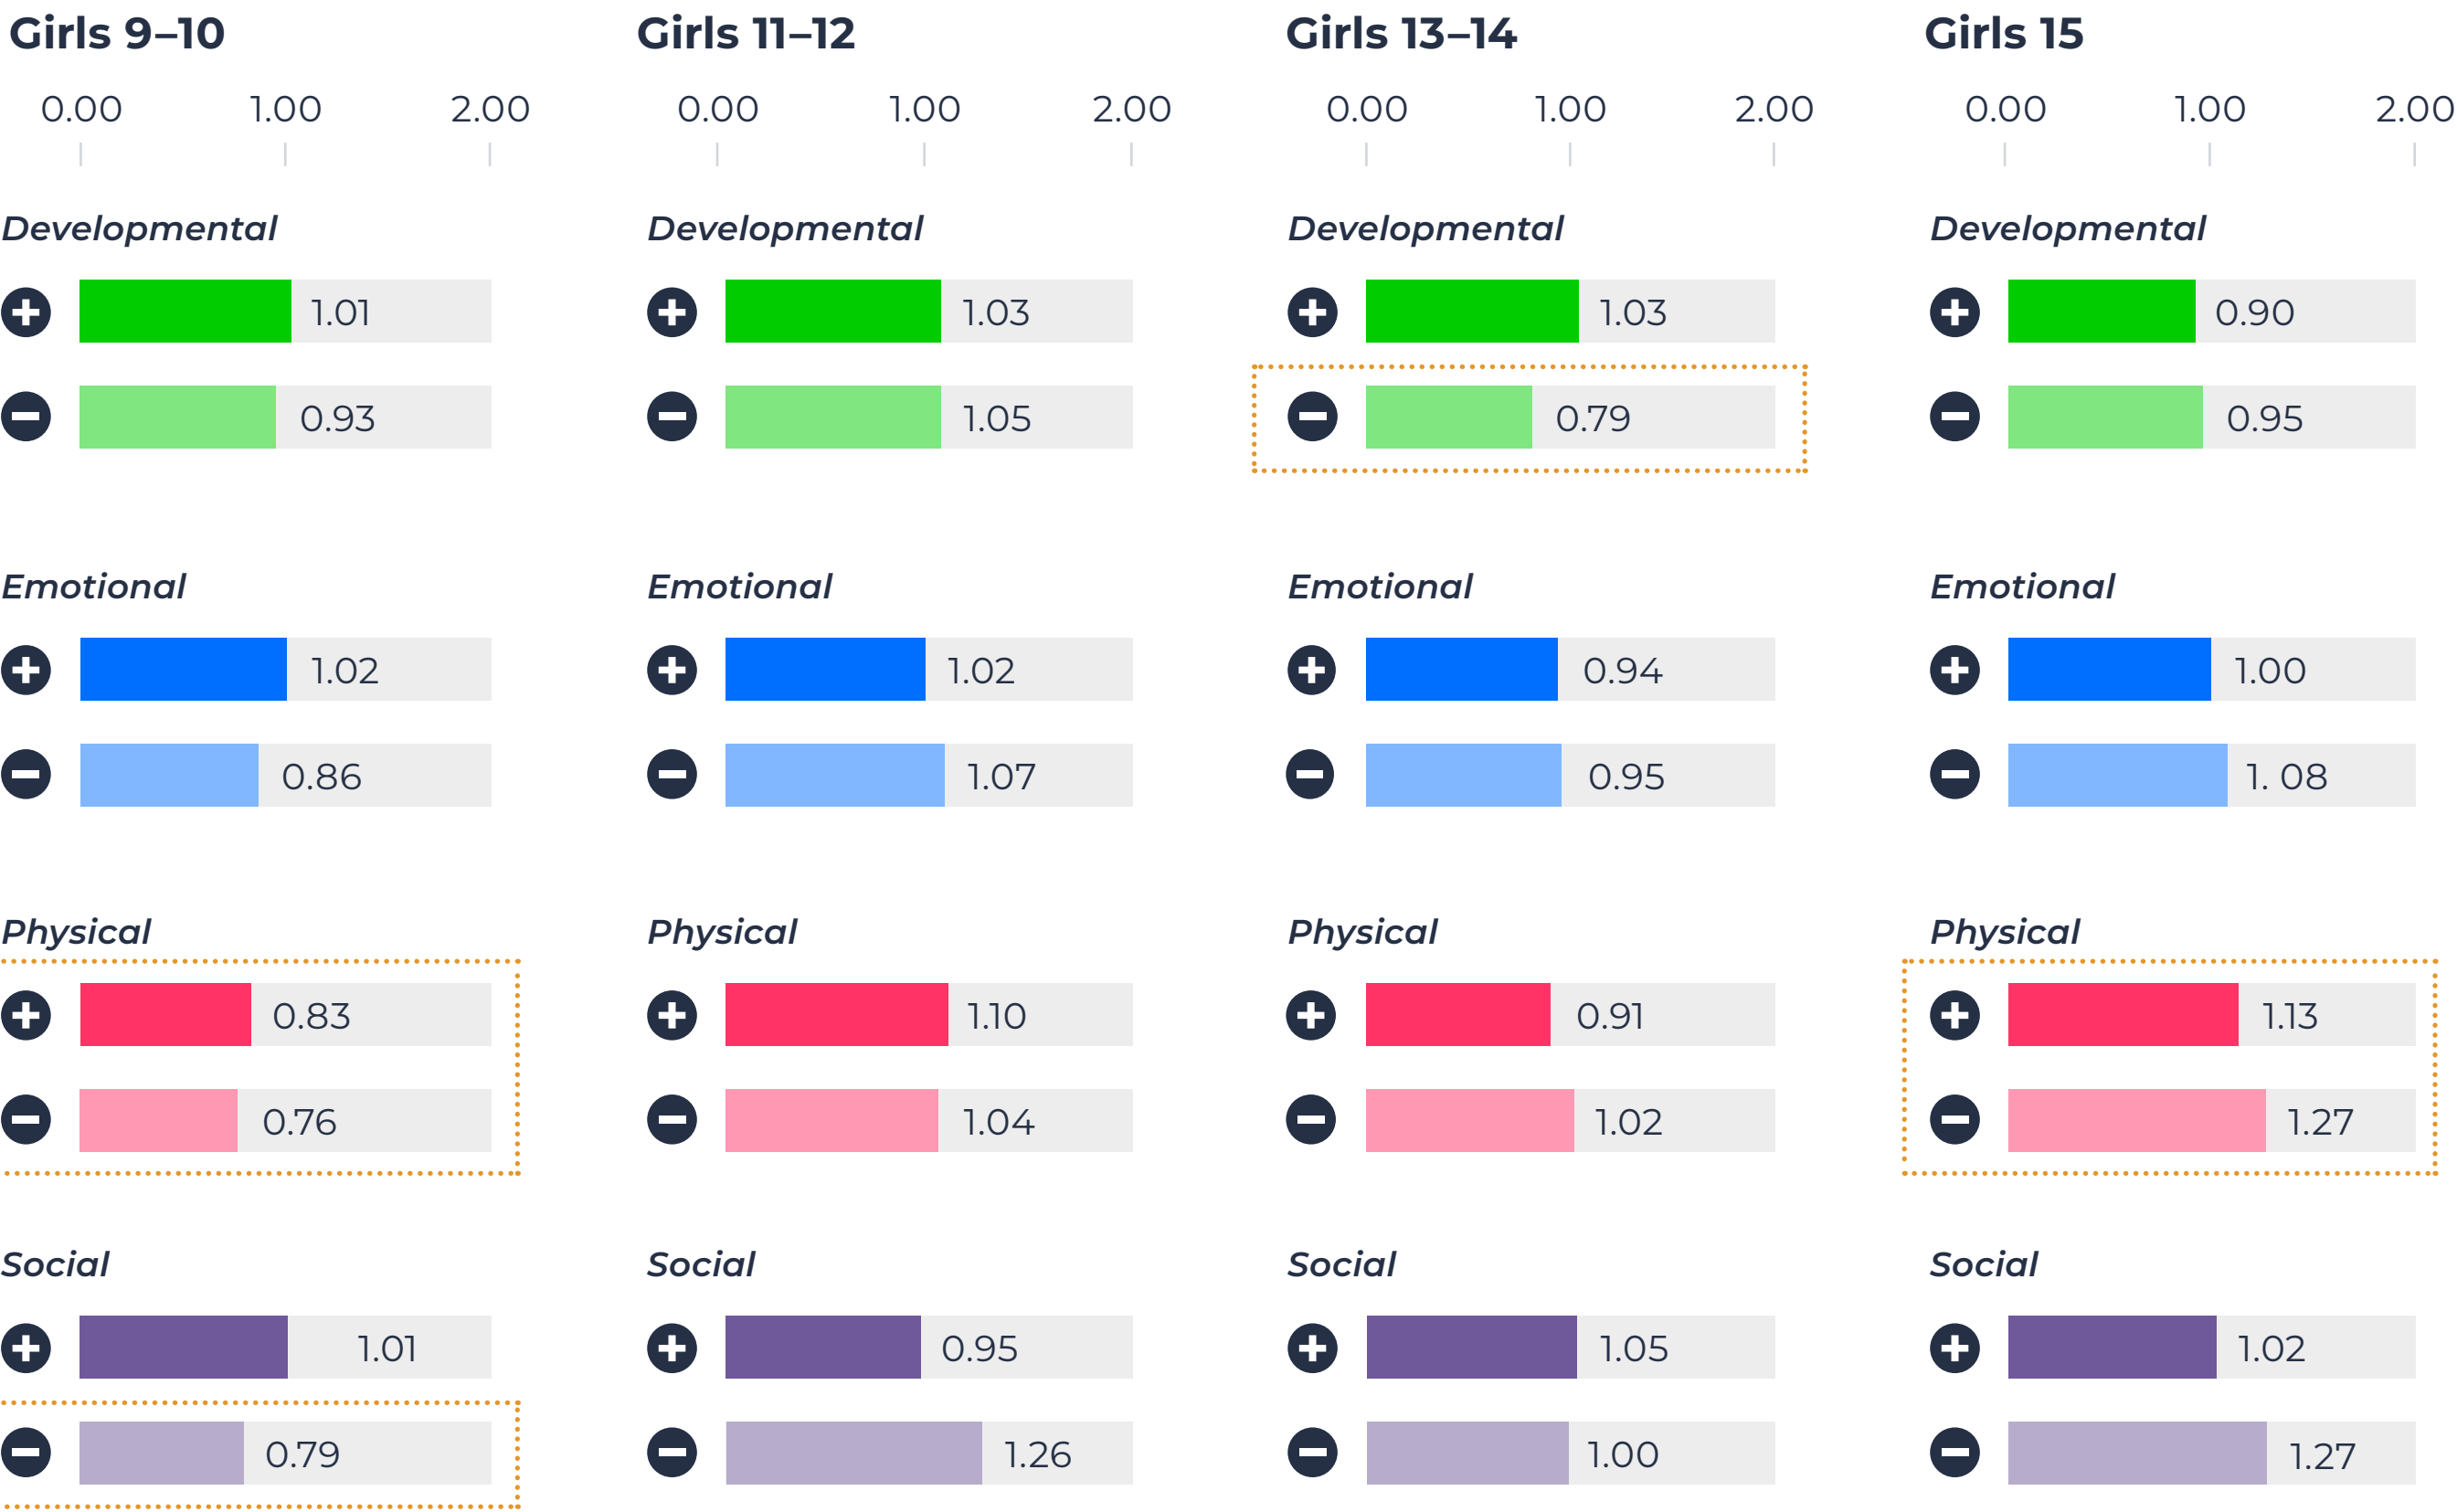 Girls 9–10 Girls 11–12 Girls 13–14 Girls 15
0.00 1.00 2.00 0.00 1.00 2.00 0.00 1.00 2.00 0.00 1.00 2.00
Developmental Developmental Developmental Developmental
1.01 1.03 1.03 0.90
0.93 1.05 0.79 0.95
Emotional Emotional Emotional Emotional
1.02 1.02 0.94 1.00
0.86 1.07 0.95 1. 08
Physical Physical Physical Physical
0.83 1.10 0.91 1.13
0.76 1.04 1.02 1.27
Social Social Social Social
1.01 0.95 1.05 1.02
0.79 1.26 1.00 1.27